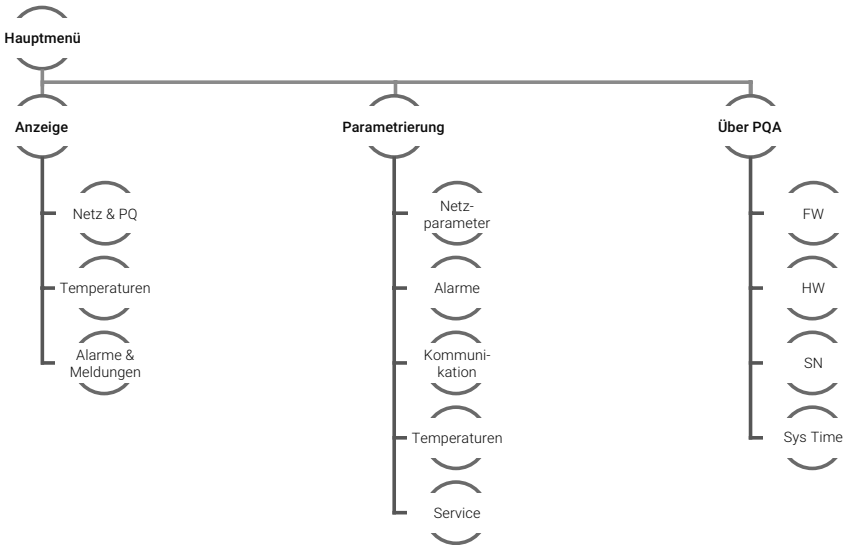 Hauptmenü
Anzeige
Netz & PQ
Temperaturen
Alarme &
Meldungen
Parametrierung
Netz-
parameter
Alarme
Kommuni-
kation
Temperaturen
Service
Über PQA
FW
HW
SN
Sys Time